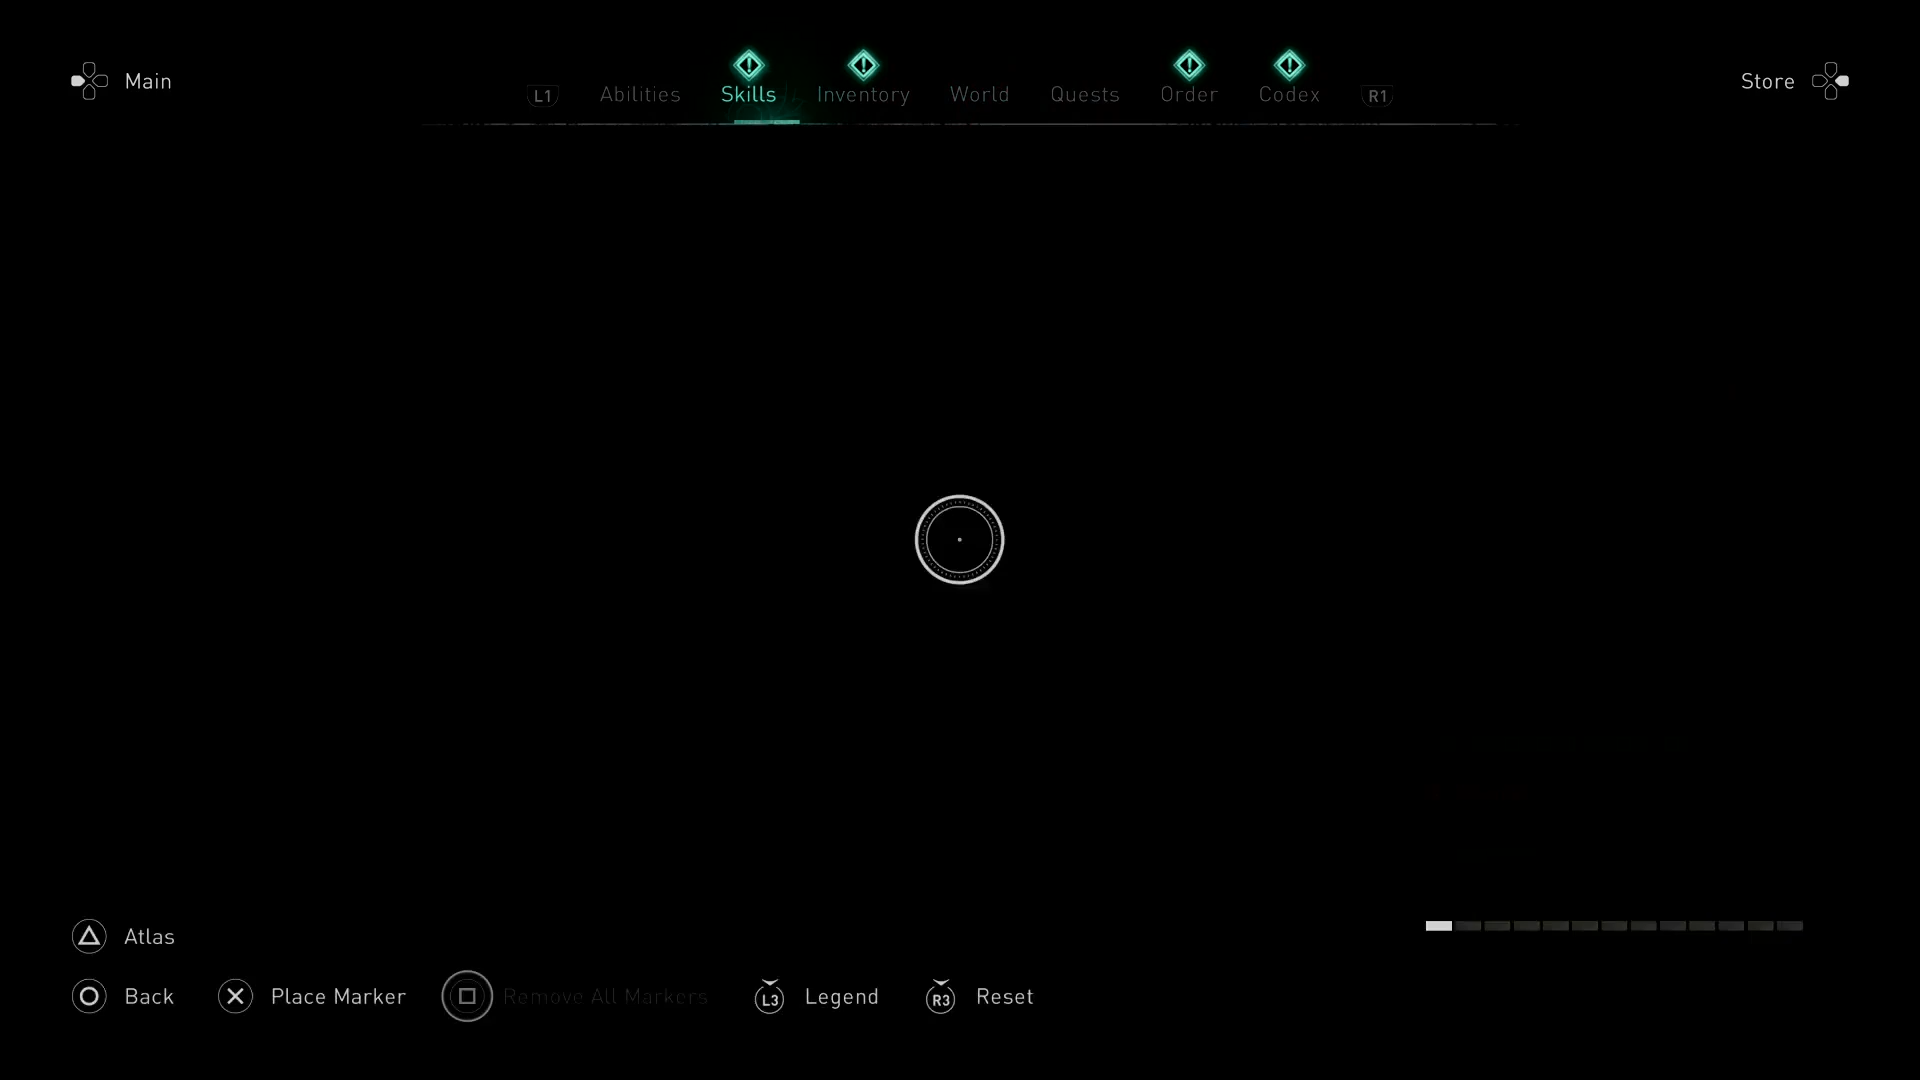 Main
L1 Abilities Skills Inventory World Quests Order Codex R1
Store
Atlas
Back Place Marker Remove All Markers L3 Legend R3 Reset